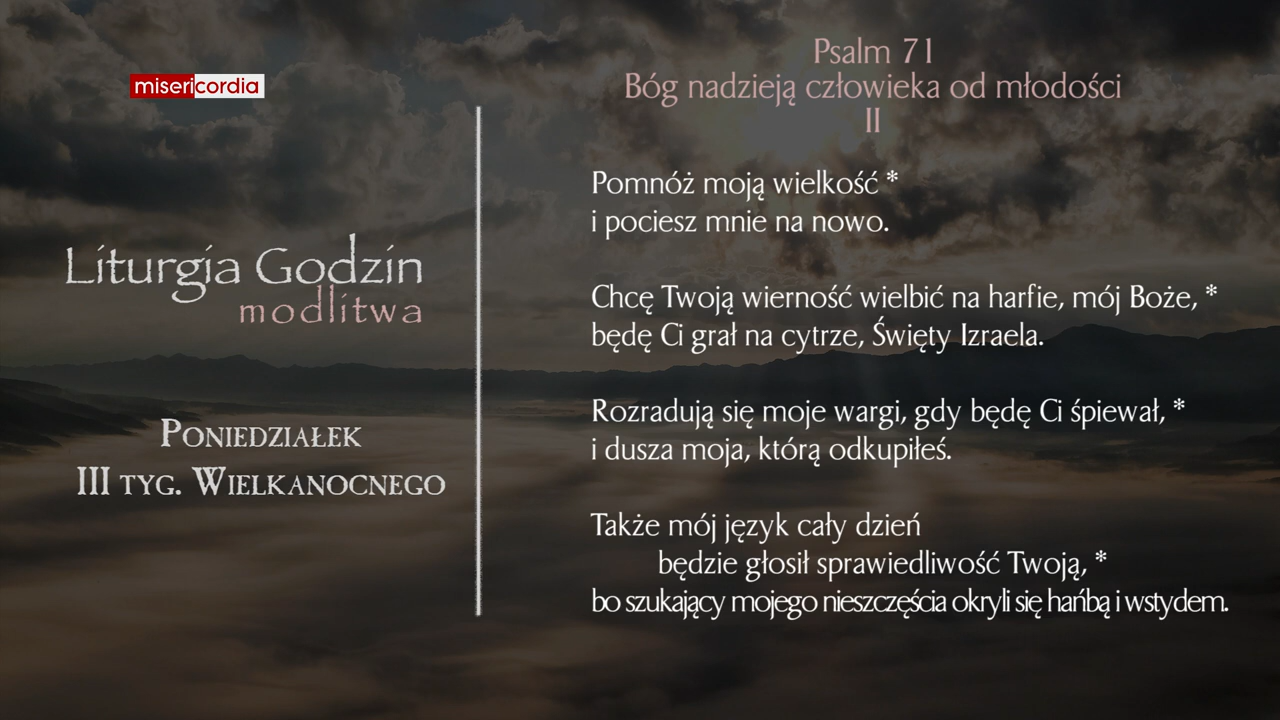 misericordia
Liturgia Godzin
modlitwa
Poniedziałek
III tyg. Wielkanocnego
Psalm 71
Bóg nadzieją człowieka od młodości
II
Pomnóż moją wielkość *
i pociesz mnie na nowo.
Chcę Twoją wierność wielbić na harfie, mój Boże, *
będę Ci grał na cytrze, Święty Izraela.
Rozradują się moje wargi, gdy będę Ci śpiewał, *
i dusza moja, którą odkupiłeś.
Także mój język cały dzień
będzie głosił sprawiedliwość Twoją, *
bo szukający mojego nieszczęścia okryli się hańbą i wstydem.